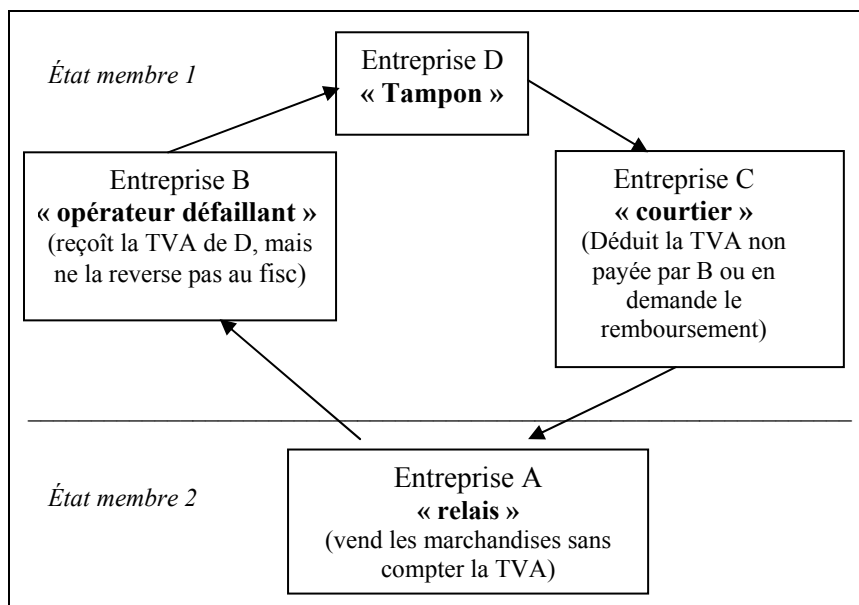 État membre 1
Entreprise D
« Tampon »
Entreprise B
« opérateur défaillant »
(reçoît la TVA de D, mais
ne la reverse pas au fisc)
Entreprise C
« courtier »
(Déduit la TVA non
payée par B ou en
demande le
remboursement)
État membre 2
Entreprise A
« relais »
(vend les marchandises sans
compter la TVA)